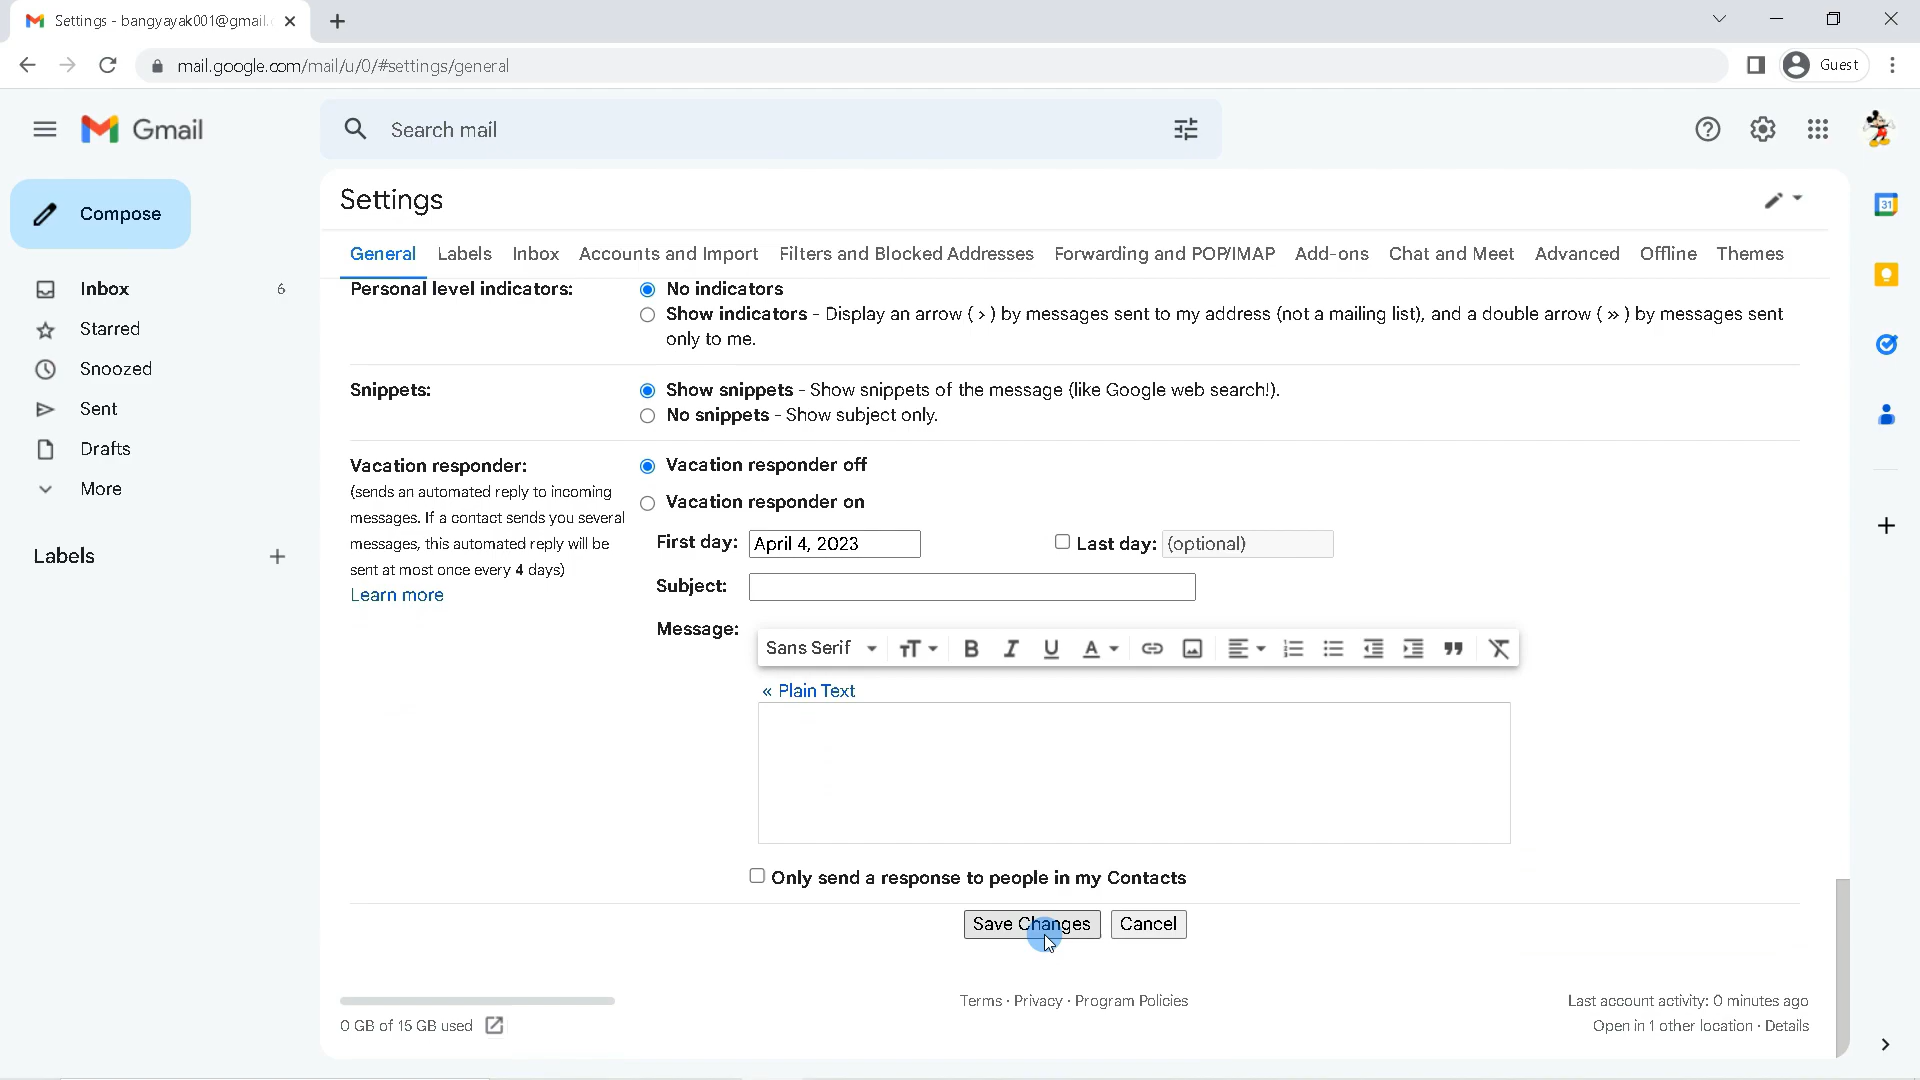 Settings - bangyayak001@gmail.
mail.google.com/mail/u/0/#settings/general
Guest
Gmail
Search mail
Compose
Inbox 6
Starred
Snoozed
Sent
Drafts
More
Labels
Settings
General Labels Inbox Accounts and Import Filters and Blocked Addresses Forwarding and POP/IMAP Add-ons Chat and Meet Advanced Offline Themes
Personal level indicators:
No indicators
Show indicators - Display an arrow ( › ) by messages sent to my address (not a mailing list), and a double arrow ( » ) by messages sent
only to me.
Snippets:
Show snippets - Show snippets of the message (like Google web search!).
No snippets - Show subject only.
Vacation responder:
(sends an automated reply to incoming
messages. If a contact sends you several
messages, this automated reply will be
sent at most once every 4 days)
Learn more
Vacation responder off
Vacation responder on
First day: April 4, 2023 Last day: (optional)
Subject:
Message:
Sans Serif
« Plain Text
Only send a response to people in my Contacts
Save Changes Cancel
0 GB of 15 GB used
Terms · Privacy · Program Policies
Last account activity: 0 minutes ago
Open in 1 other location · Details
31